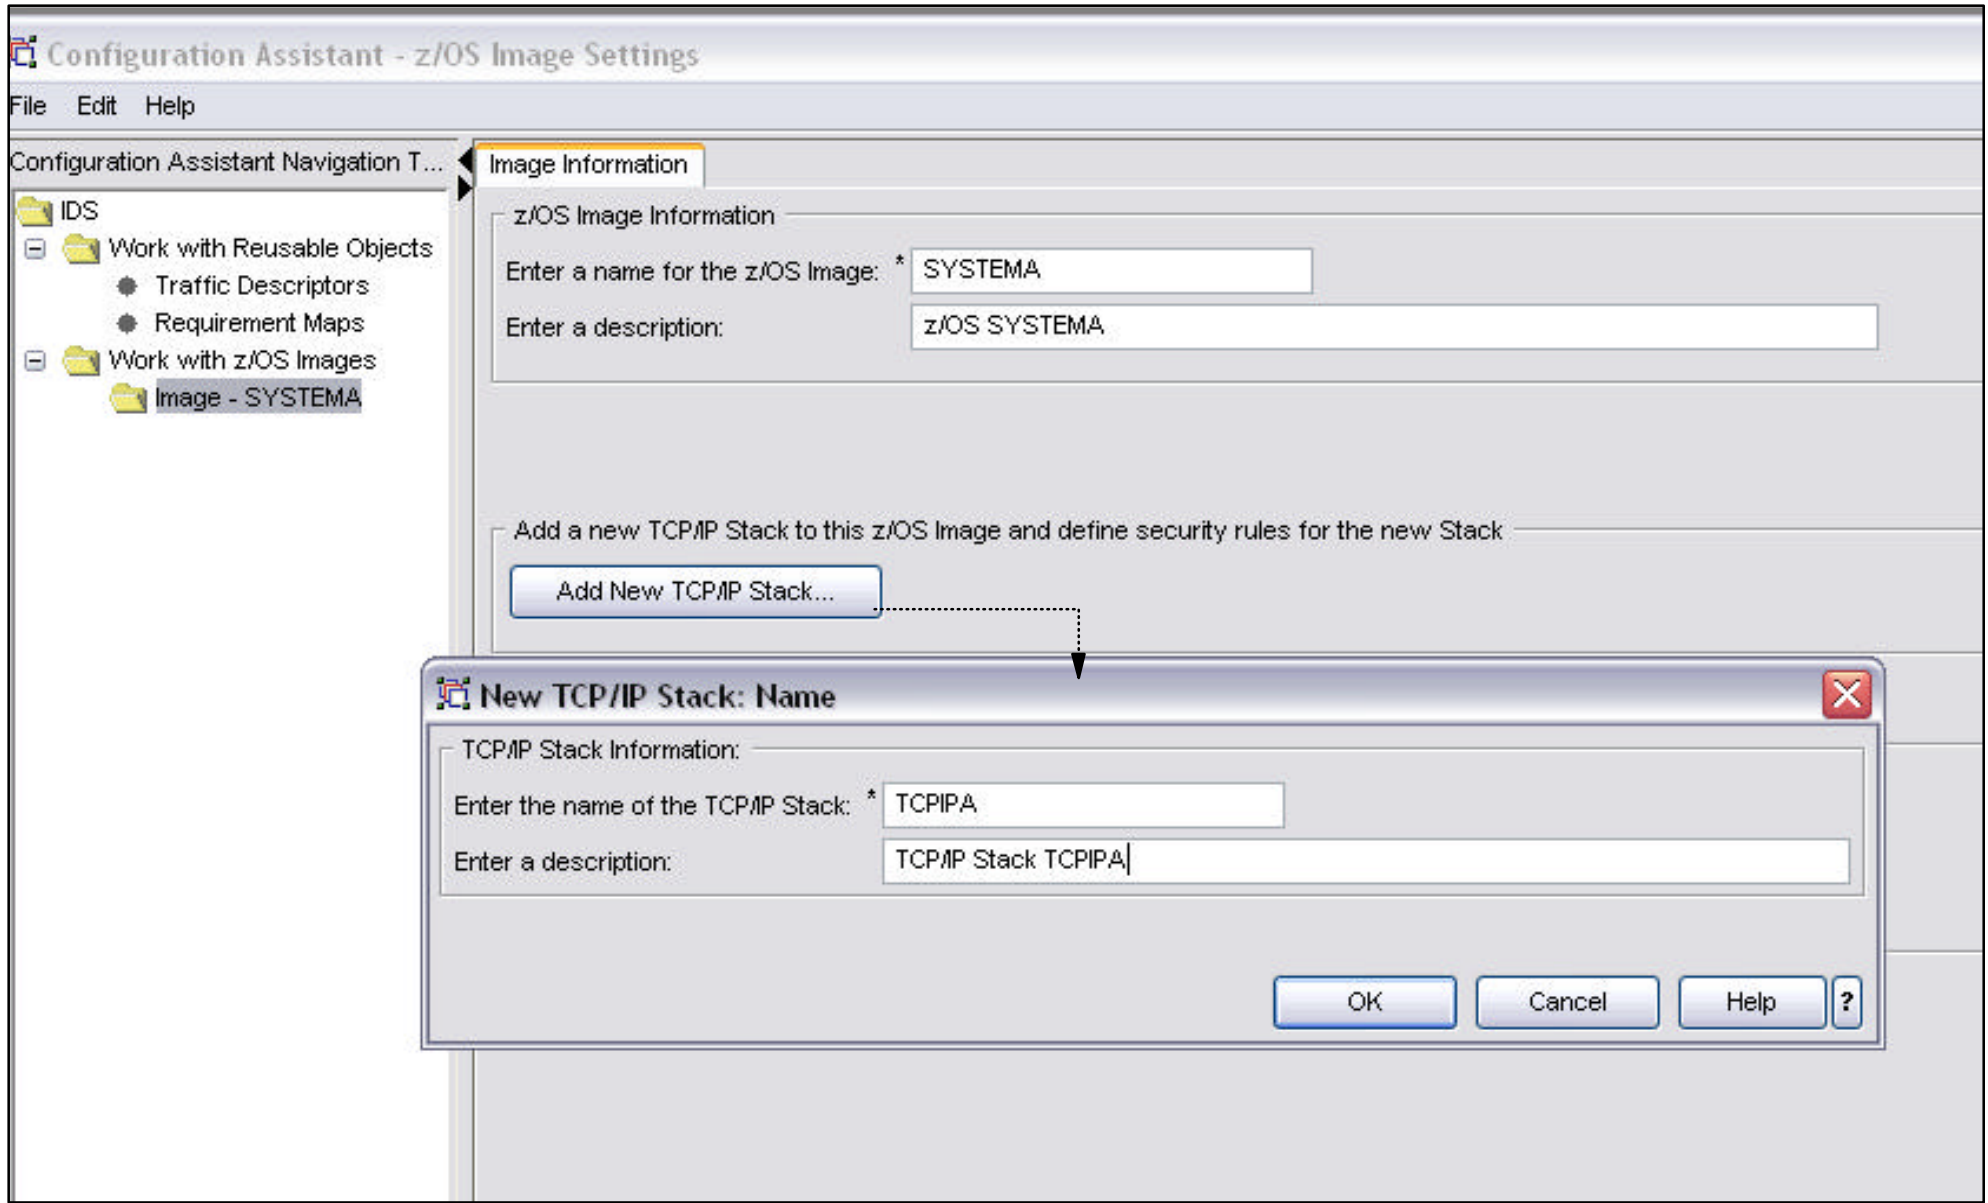 Configuration Assistant - z/OS Image Settings
File Edit Help
Configuration Assistant Navigation T...
IDS
Work with Reusable Objects
Traffic Descriptors
Requirement Maps
Work with z/OS Images
Image - SYSTEMA
Image Information
z/OS Image Information
Enter a name for the z/OS Image: * SYSTEMA
Enter a description: z/OS SYSTEMA
Add a new TCP/IP Stack to this z/OS Image and define security rules for the new Stack
Add New TCP/IP Stack...
New TCP/IP Stack: Name
TCP/IP Stack Information:
Enter the name of the TCP/IP Stack: * TCPIPA
Enter a description: TCP/IP Stack TCPIPA
OK Cancel Help ?